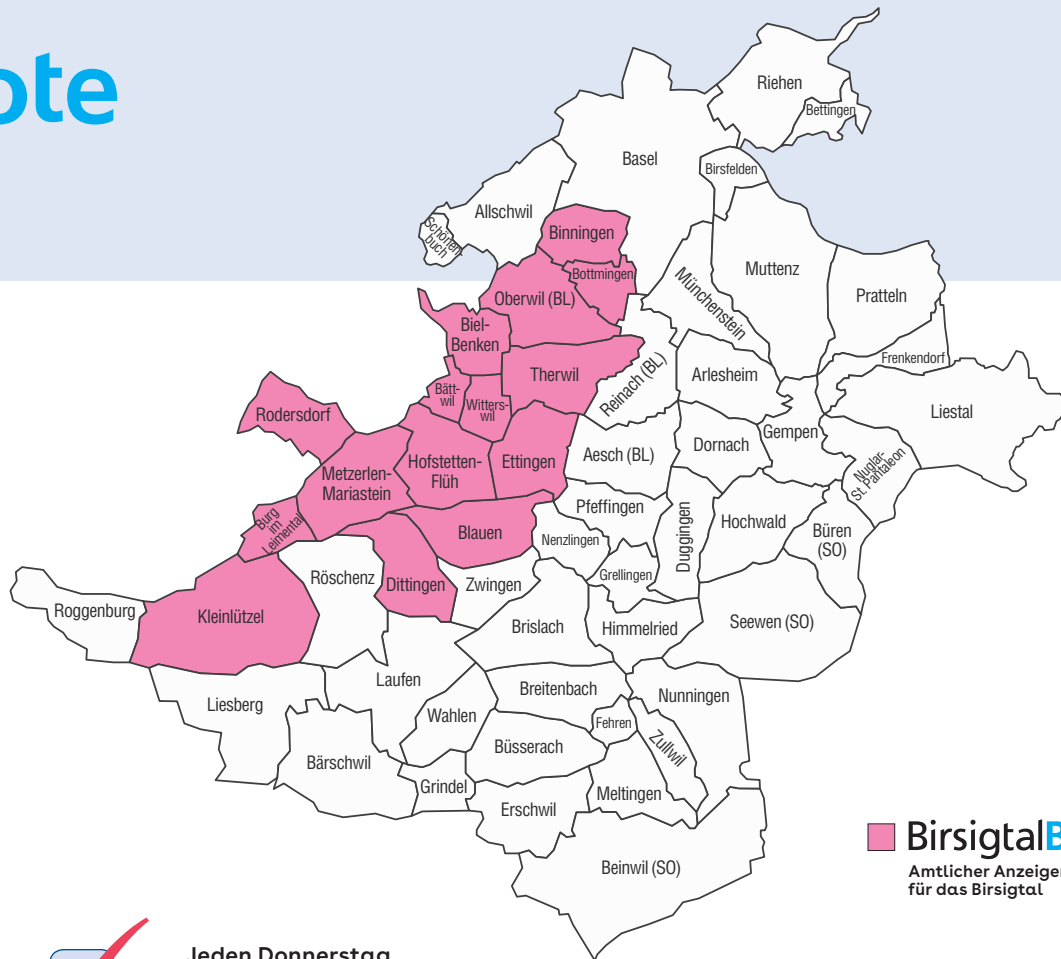 ote
Riehen
Bettingen
Basel
Birsfelden
Allschwil
Schönen-
buch
Binningen
Bottmingen
Muttenz
Münchenstein
Pratteln
Oberwil (BL)
Biel-
Benken
Frenkendorf
Therwil
Reinach (BL)
Arlesheim
Bätt-
wil
Witters-
wil
Liestal
Rodersdorf
Gempen
Dornach
Aesch (BL)
Hofstetten-
Flüh
Ettingen
Metzerlen-
Mariastein
Nuglar-
St. Pantaleon
Pfeffingen
Duggingen
Hochwald
Büren
(SO)
Burg
im
Leimental
Blauen
Nenzlingen
Röschenz
Dittingen
Zwingen
Grellingen
Roggenburg
Kleinlützel
Brislach
Himmelried
Seewen (SO)
Laufen
Breitenbach
Nunningen
Liesberg
Wahlen
Fehren
Zullwil
Büsserach
Bärschwil
Grindel
Meltingen
Erschwil
Beinwil (SO)
BirsigtalB
Amtlicher Anzeiger
für das Birsigtal
Jeden Donnerstag